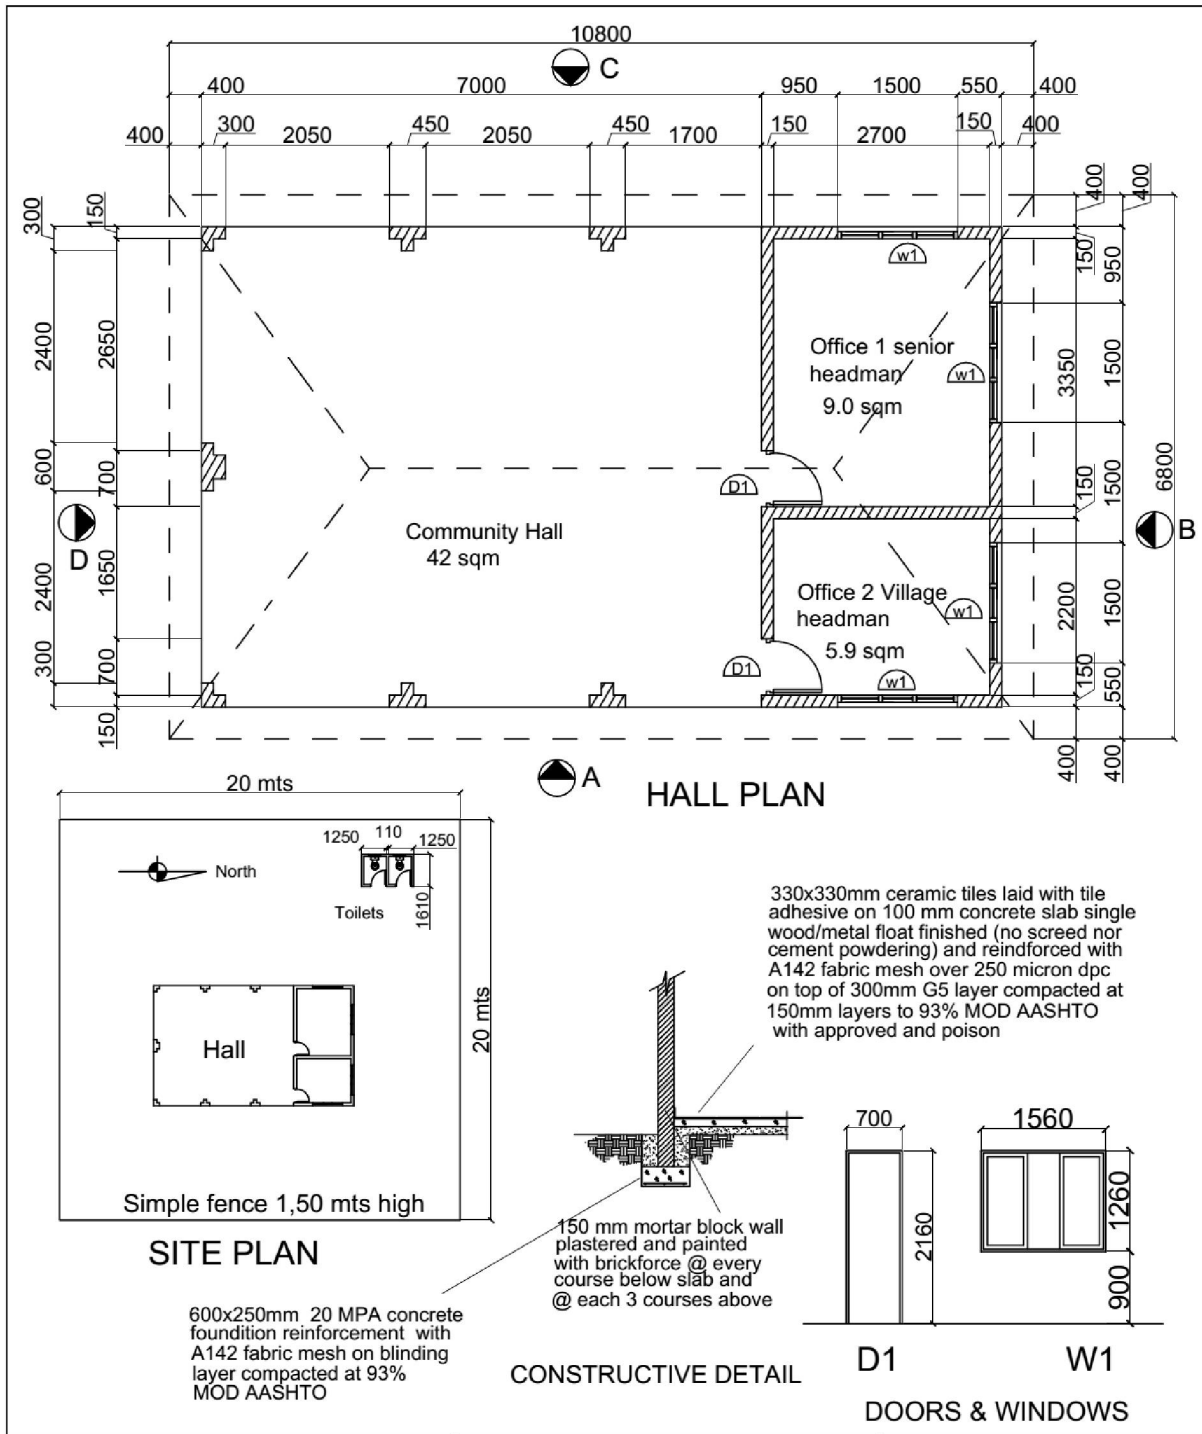 10800
C
400
7000
950
1500
550
400
400
300
2050
450
2050
450
1700
150
2700
150
400
300
150
2400
2650
600
700
2400
1650
300
700
150
D
400
400
150
950
3350
1500
150
1500
6800
2200
1500
150
550
400
400
B
w1
Office 1 senior
headman
9.0 sqm
w1
D1
Community Hall
42 sqm
Office 2 Village
headman
w1
5.9 sqm
D1
w1
A
HALL PLAN
20 mts
1250
110
1250
North
Toilets
1610
20 mts
Hall
Simple fence 1,50 mts high
SITE PLAN
330x330mm ceramic tiles laid with tile
adhesive on 100 mm concrete slab single
wood/metal float finished (no screed nor
cement powdering) and reindforced with
A142 fabric mesh over 250 micron dpc
on top of 300mm G5 layer compacted at
150mm layers to 93% MOD AASHTO
with approved and poison
150 mm mortar block wall
plastered and painted
with brickforce @ every
course below slab and
@ each 3 courses above
600x250mm 20 MPA concrete
foundition reinforcement with
A142 fabric mesh on blinding
layer compacted at 93%
MOD AASHTO
CONSTRUCTIVE DETAIL
700
2160
1560
1260
900
D1
W1
DOORS & WINDOWS